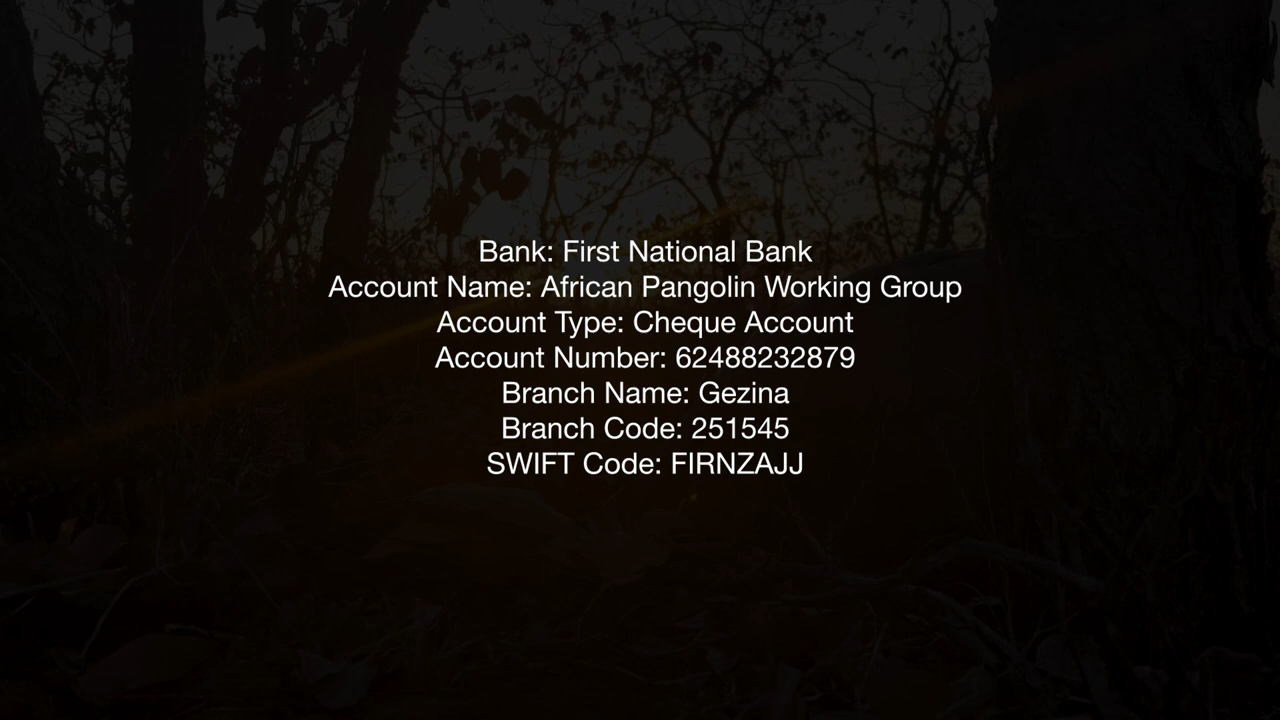 Bank: First National Bank
Account Name: African Pangolin Working Group
Account Type: Cheque Account
Account Number: 62488232879
Branch Name: Gezina
Branch Code: 251545
SWIFT Code: FIRNZAJJ